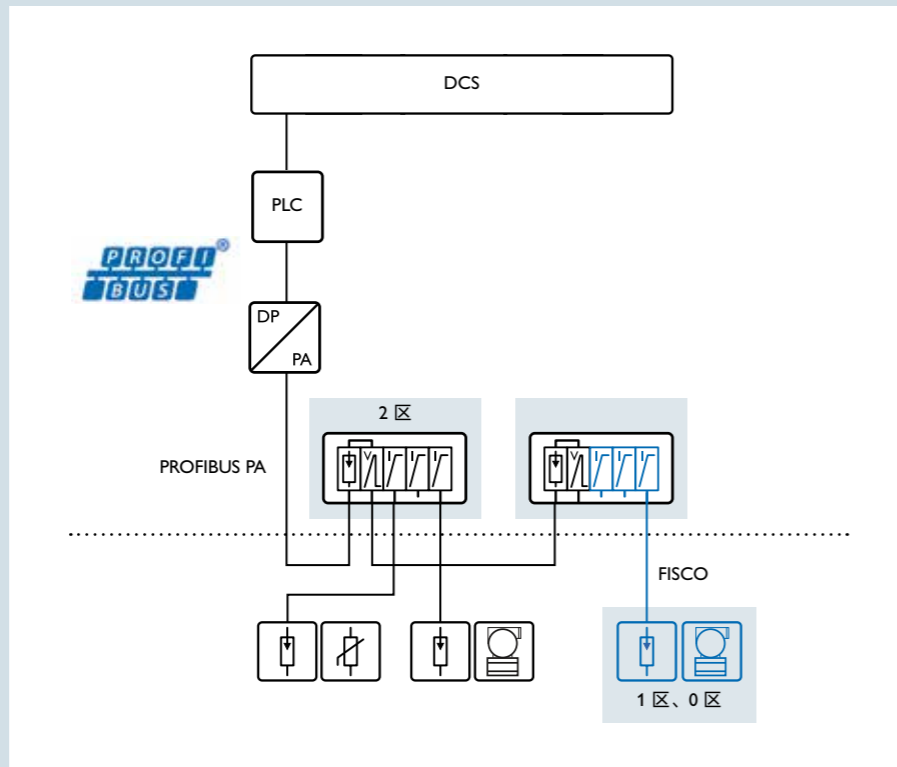 DCS
PLC
PROFI®
BUS
DP
PA
2 区
PROFIBUS PA
FISCO
1 区、0 区